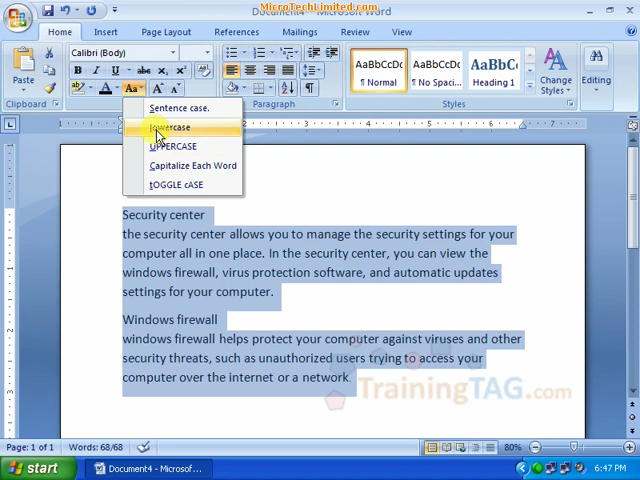 MicroTechLimited.com
Document4 - Microsoft Word
Home Insert Page Layout References Mailings Review View
Paste
Calibri (Body)
B I U abc x₂ x²
aby A Aa A A
Clipboard Paragraph Styles
AaBbCcDc AaBbCcDc AaBbC
¶ Normal ¶ No Spaci... Heading 1
Change Styles
Editing
Sentence case.
lowercase
UPPERCASE
Capitalize Each Word
tOGGLE cASE
Security center
the security center allows you to manage the security settings for your
computer all in one place. In the security center, you can view the
windows firewall, virus protection software, and automatic updates
settings for your computer.
Windows firewall
windows firewall helps protect your computer against viruses and other
security threats, such as unauthorized users trying to access your
computer over the internet or a network.
TrainingTAG.com
Page: 1 of 1 Words: 68/68 80%
start Document4 - Microsof... 6:47 PM